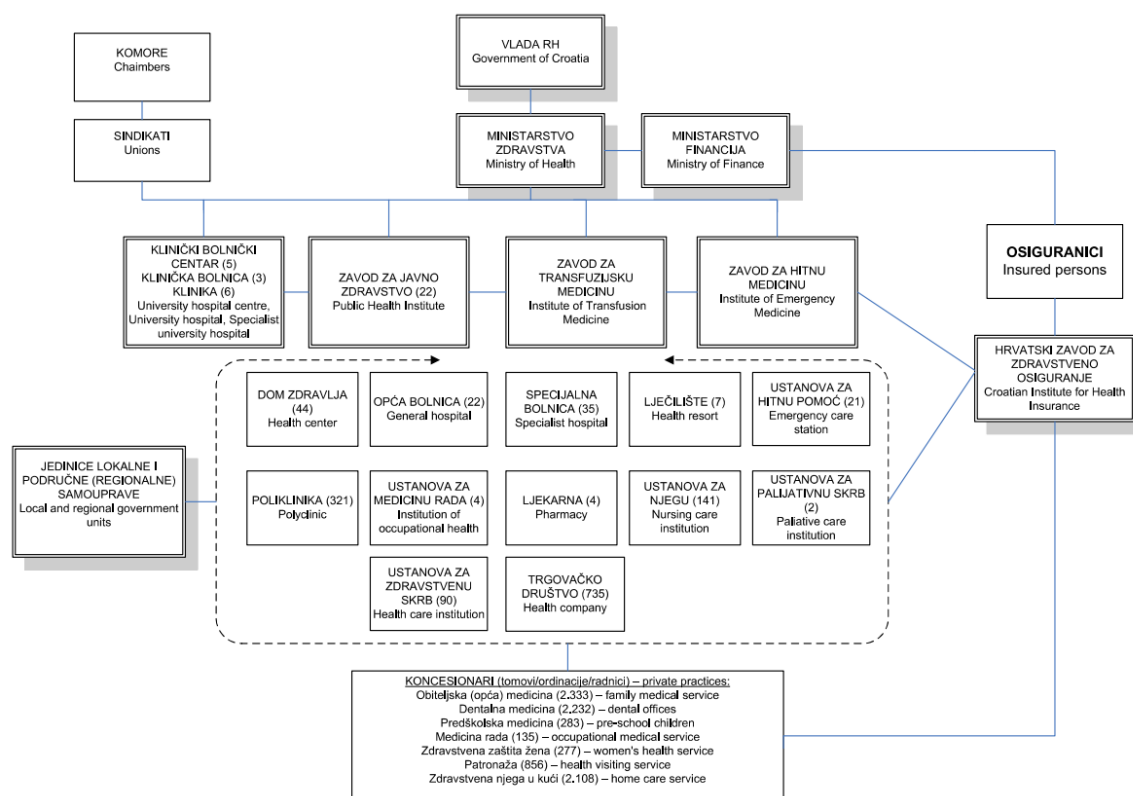 KOMORE
Chaimbers
VLADA RH
Government of Croatia
SINDIKATI
Unions
MINISTARSTVO
ZDRAVSTVA
Ministry of Health
MINISTARSTVO
FINANCIJA
Ministry of Finance
KLINIČKI BOLNIČKI
CENTAR (5)
KLINIČKA BOLNICA (3)
KLINIKA (6)
University hospital centre,
University hospital, Specialist
university hospital
ZAVOD ZA JAVNO
ZDRAVSTVO (22)
Public Health Institute
ZAVOD ZA
TRANSFUZIJSKU
MEDICINU
Institute of Transfusion
Medicine
ZAVOD ZA HITNU
MEDICINU
Institute of Emergency
Medicine
OSIGURANICI
Insured persons
HRVATSKI ZAVOD ZA
ZDRAVSTVENO
OSIGURANJE
Croatian Institute for Health
Insurance
DOM ZDRAVLJA
(44)
Health center
OPĆA BOLNICA (22)
General hospital
SPECIJALNA
BOLNICA (35)
Specialist hospital
LJEČILIŠTE (7)
Health resort
USTANOVA ZA
HITNU POMOĆ (21)
Emergency care
station
JEDINICE LOKALNE I
PODRUČNE (REGIONALNE)
SAMOUPRAVE
Local and regional government
units
POLIKLINIKA (321)
Polyclinic
USTANOVA ZA
MEDICINU RADA (4)
Institution of
occupational health
LJEKARNA (4)
Pharmacy
USTANOVA ZA
NJEGU (141)
Nursing care
institution
USTANOVA ZA
PALIJATIVNU SKRB
(2)
Paliative care
institution
USTANOVA ZA
ZDRAVSTVENU
SKRB (90)
Health care institution
TRGOVAČKO
DRUŠTVO (735)
Health company
KONCESIONARI (tomovi/ordinacije/radnici) – private practices:
Obiteljska (opća) medicina (2.333) – family medical service
Dentalna medicina (2.232) – dental offices
Predškolska medicina (283) – pre-school children
Medicina rada (135) – occupational medical service
Zdravstvena zaštita žena (277) – women's health service
Patronaža (856) – health visiting service
Zdravstvena njega u kući (2.108) – home care service